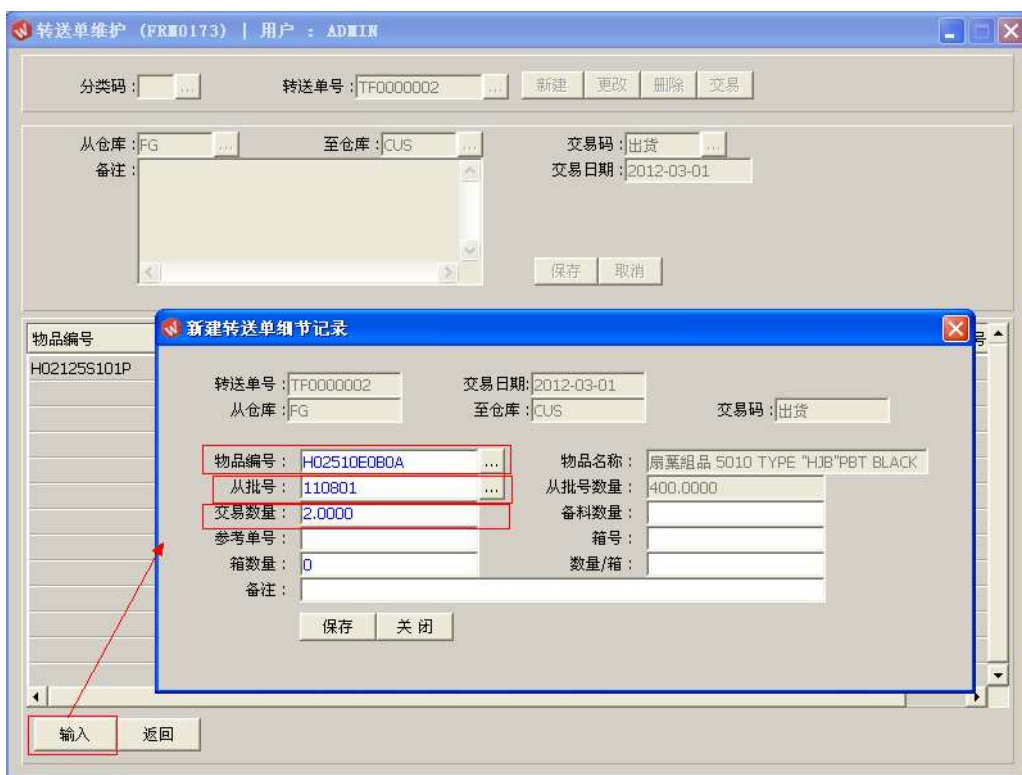 转送单维护 (FRM0173) | 用户 : ADMIN
分类码 : ... 转送单号 : TF0000002 ... 新建 更改 删除 交易
从仓库 : FG ... 至仓库 : CUS ... 交易码 : 出货 ...
备注 : 交易日期 : 2012-03-01
保存 取消
物品编号 号
H02125S101P
新建转送单细节记录
转送单号 : TF0000002 交易日期: 2012-03-01
从仓库 : FG 至仓库 : CUS 交易码 : 出货
物品编号 : H02510E0B0A ... 物品名称 : 扇葉組品 5010 TYPE "HJB"PBT BLACK
从批号 : 110801 ... 从批号数量 : 400.0000
交易数量 : 2.0000 备料数量 :
参考单号 : 箱号 :
箱数量 : 0 数量/箱 :
备注 :
保存 关 闭
输入 返回